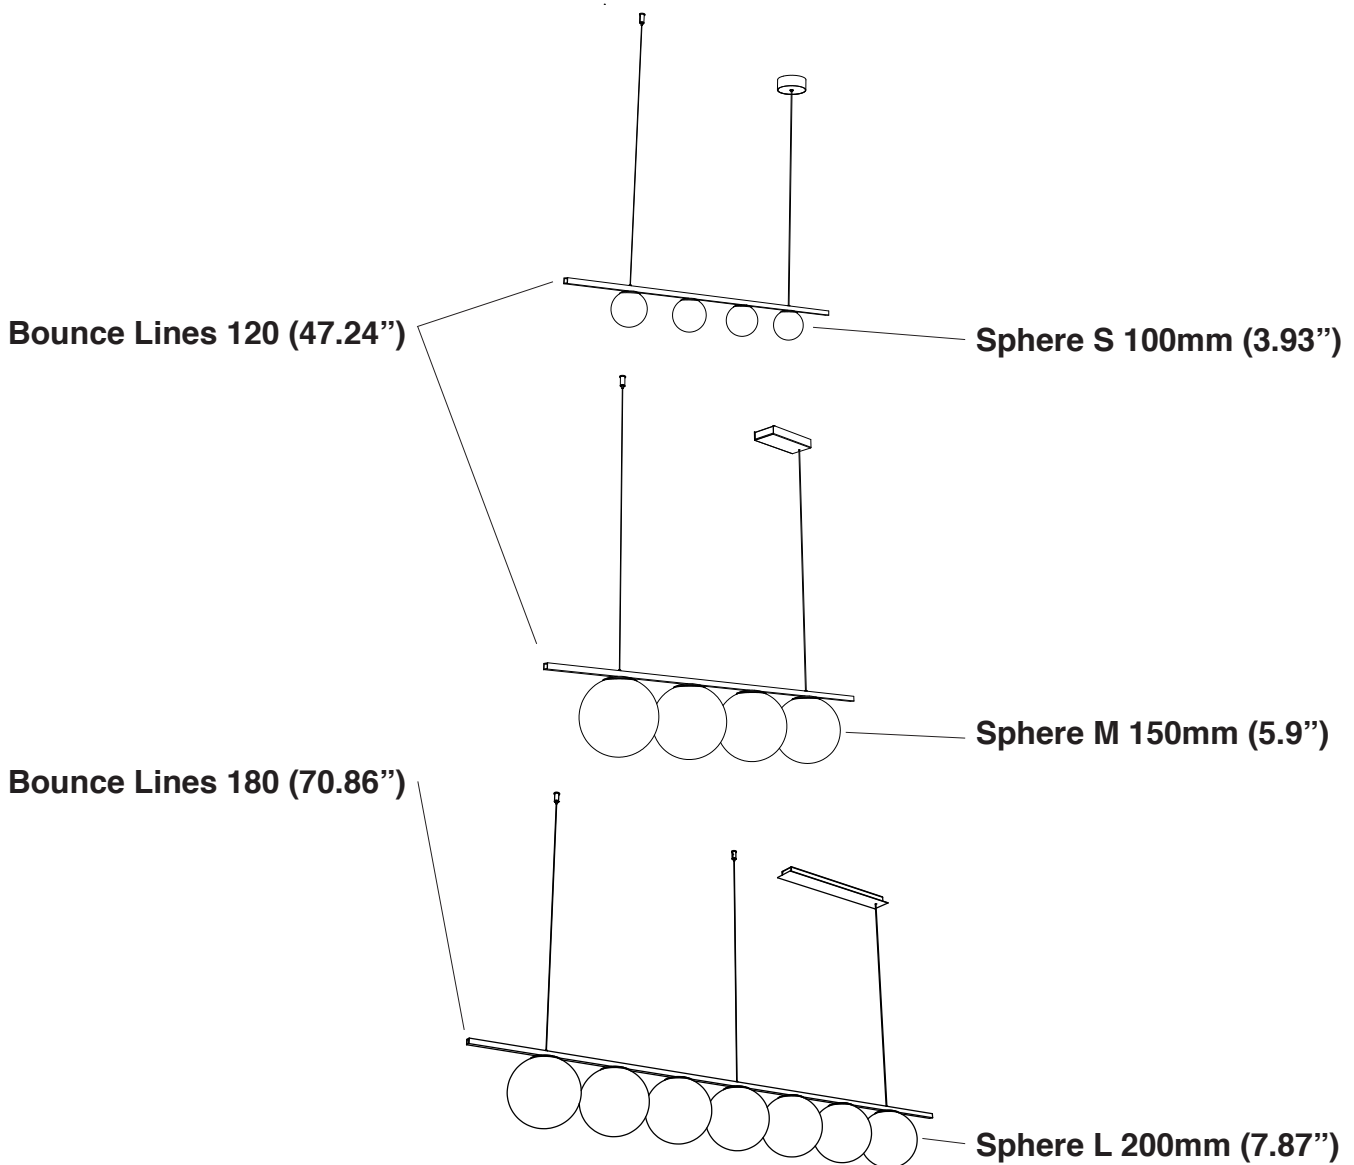 Bounce Lines 120 (47.24”)
Sphere S 100mm (3.93”)
Sphere M 150mm (5.9”)
Bounce Lines 180 (70.86”)
Sphere L 200mm (7.87”)